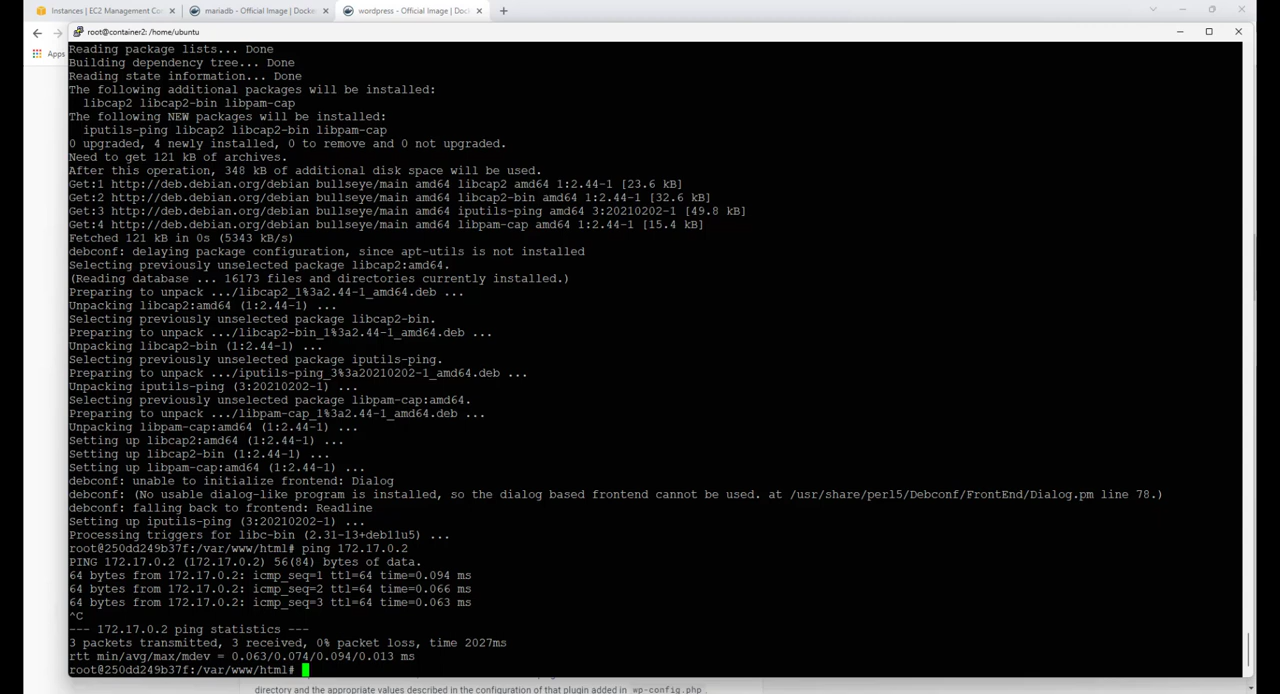 Instances | EC2 Management Co
mariadb - Official Image | Docke
wordpress - Official Image | Dock
root@container2: /home/ubuntu
Apps
Reading package lists... Done
Building dependency tree... Done
Reading state information... Done
The following additional packages will be installed:
  libcap2 libcap2-bin libpam-cap
The following NEW packages will be installed:
  iputils-ping libcap2 libcap2-bin libpam-cap
0 upgraded, 4 newly installed, 0 to remove and 0 not upgraded.
Need to get 121 kB of archives.
After this operation, 348 kB of additional disk space will be used.
Get:1 http://deb.debian.org/debian bullseye/main amd64 libcap2 amd64 1:2.44-1 [23.6 kB]
Get:2 http://deb.debian.org/debian bullseye/main amd64 libcap2-bin amd64 1:2.44-1 [32.6 kB]
Get:3 http://deb.debian.org/debian bullseye/main amd64 iputils-ping amd64 3:20210202-1 [49.8 kB]
Get:4 http://deb.debian.org/debian bullseye/main amd64 libpam-cap amd64 1:2.44-1 [15.4 kB]
Fetched 121 kB in 0s (5343 kB/s)
debconf: delaying package configuration, since apt-utils is not installed
Selecting previously unselected package libcap2:amd64.
(Reading database ... 16173 files and directories currently installed.)
Preparing to unpack .../libcap2_1%3a2.44-1_amd64.deb ...
Unpacking libcap2:amd64 (1:2.44-1) ...
Selecting previously unselected package libcap2-bin.
Preparing to unpack .../libcap2-bin_1%3a2.44-1_amd64.deb ...
Unpacking libcap2-bin (1:2.44-1) ...
Selecting previously unselected package iputils-ping.
Preparing to unpack .../iputils-ping_3%3a20210202-1_amd64.deb ...
Unpacking iputils-ping (3:20210202-1) ...
Selecting previously unselected package libpam-cap:amd64.
Preparing to unpack .../libpam-cap_1%3a2.44-1_amd64.deb ...
Unpacking libpam-cap:amd64 (1:2.44-1) ...
Setting up libcap2:amd64 (1:2.44-1) ...
Setting up libcap2-bin (1:2.44-1) ...
Setting up libpam-cap:amd64 (1:2.44-1) ...
debconf: unable to initialize frontend: Dialog
debconf: (No usable dialog-like program is installed, so the dialog based frontend cannot be used. at /usr/share/perl5/Debconf/FrontEnd/Dialog.pm line 78.)
debconf: falling back to frontend: Readline
Setting up iputils-ping (3:20210202-1) ...
Processing triggers for libc-bin (2.31-13+deb11u5) ...
root@250dd249b37f:/var/www/html# ping 172.17.0.2
PING 172.17.0.2 (172.17.0.2) 56(84) bytes of data.
64 bytes from 172.17.0.2: icmp_seq=1 ttl=64 time=0.094 ms
64 bytes from 172.17.0.2: icmp_seq=2 ttl=64 time=0.066 ms
64 bytes from 172.17.0.2: icmp_seq=3 ttl=64 time=0.063 ms
^C
--- 172.17.0.2 ping statistics ---
3 packets transmitted, 3 received, 0% packet loss, time 2027ms
rtt min/avg/max/mdev = 0.063/0.074/0.094/0.013 ms
root@250dd249b37f:/var/www/html#
directory and the appropriate values described in the configuration of that plugin added in wp-config.php.